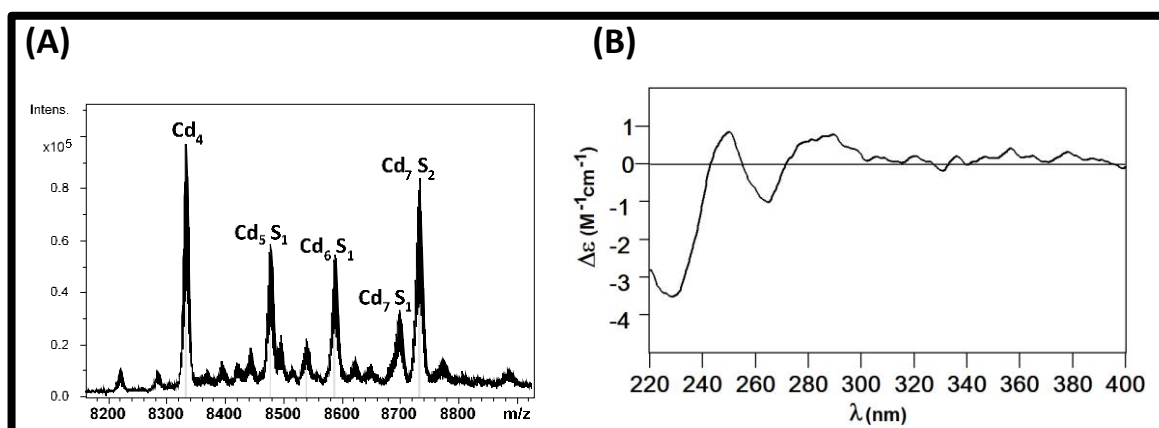 (A)
Intens.
x10⁵
0.8
0.6
0.4
0.2
0.0
Cd₄
Cd₅ S₁
Cd₆ S₁
Cd₇ S₁
Cd₇ S₂
8200 8300 8400 8500 8600 8700 8800 m/z
(B)
Δε (M⁻¹cm⁻¹)
1
0
-1
-2
-3
-4
220 240 260 280 300 320 340 360 380 400
λ (nm)